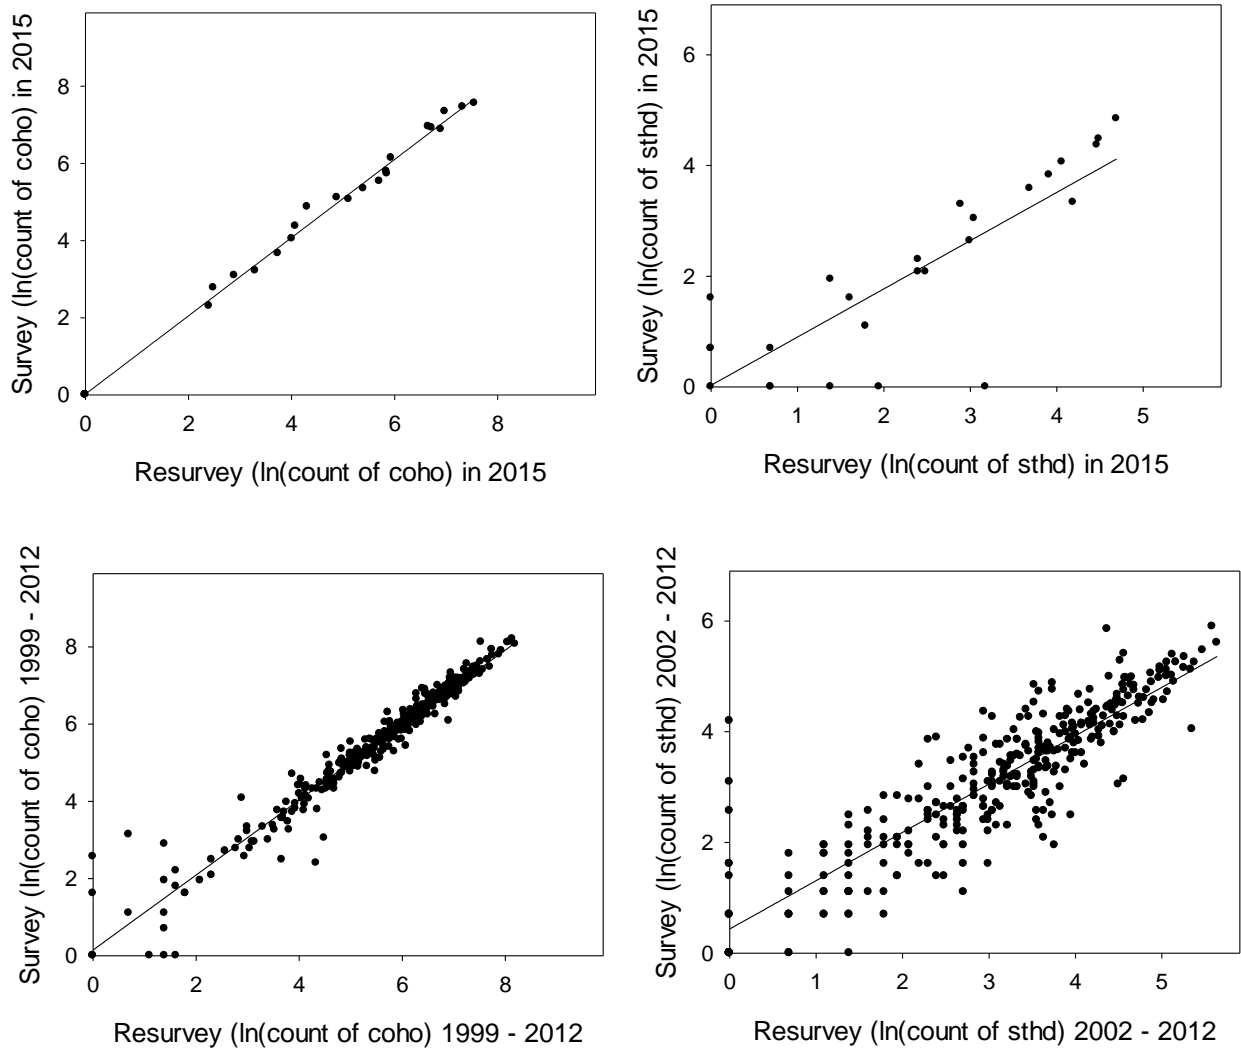 Survey (ln(count of coho) in 2015
8
6
4
2
0
0 2 4 6 8
Resurvey (ln(count of coho) in 2015
Survey (ln(count of sthd) in 2015
6
4
2
0
0 1 2 3 4 5
Resurvey (ln(count of sthd) in 2015
Survey (ln(count of coho) 1999 - 2012
8
6
4
2
0
0 2 4 6 8
Resurvey (ln(count of coho) 1999 - 2012
Survey (ln(count of sthd) 2002 - 2012
6
4
2
0
0 1 2 3 4 5
Resurvey (ln(count of sthd) 2002 - 2012